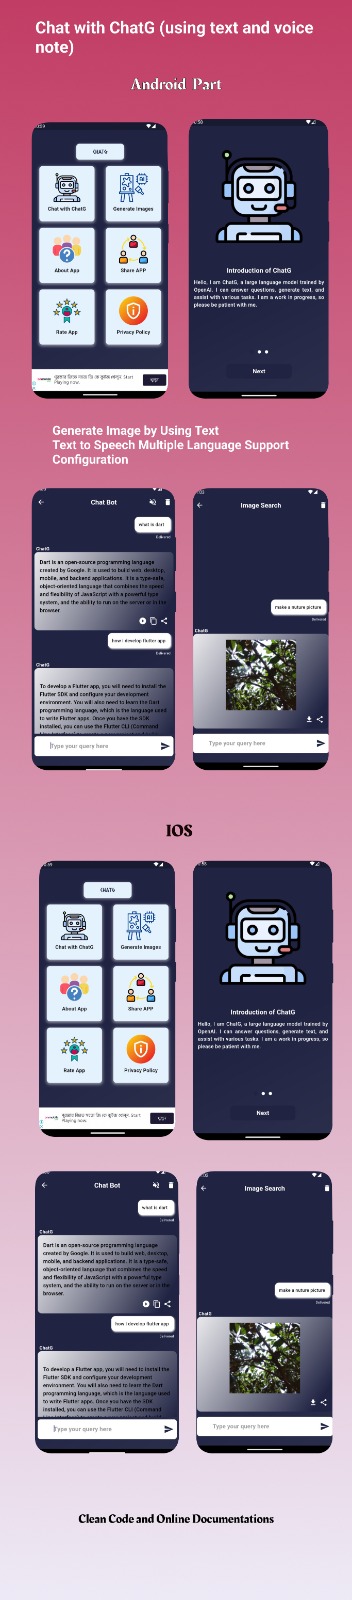 Chat with ChatG (using text and voice
note)
Android Part
CHATG
Chat with ChatG
Generate Images
About App
Share APP
Rate App
Privacy Policy
Introduction of ChatG
Hello, I am ChatG, a large language model trained by
OpenAI. I can answer questions, generate text, and
assist with various tasks. I am a work in progress, so
please be patient with me.
Next
Generate Image by Using Text
Text to Speech Multiple Language Support
Configuration
Chat Bot
what is dart
Delivered
ChatG
Dart is an open-source programming language
created by Google. It is used to build web, desktop,
mobile, and backend applications. It is a type-safe,
object-oriented language that combines the speed
and flexibility of JavaScript with a powerful type
system, and the ability to run on the server or in the
browser.
how i develop flutter app
Delivered
ChatG
To develop a Flutter app, you will need to install the
Flutter SDK and configure your development
environment. You will also need to learn the Dart
programming language, which is the language used
to write Flutter apps. Once you have the SDK
installed, you can use the Flutter CLI (Command
Type your query here
Image Search
make a nuture picture
Delivered
ChatG
Type your query here
IOS
CHATG
Chat with ChatG
Generate Images
About App
Share APP
Rate App
Privacy Policy
Introduction of ChatG
Hello, I am ChatG, a large language model trained by
OpenAI. I can answer questions, generate text, and
assist with various tasks. I am a work in progress, so
please be patient with me.
Next
Chat Bot
what is dart
Delivered
ChatG
Dart is an open-source programming language
created by Google. It is used to build web, desktop,
mobile, and backend applications. It is a type-safe,
object-oriented language that combines the speed
and flexibility of JavaScript with a powerful type
system, and the ability to run on the server or in the
browser.
how i develop flutter app
Delivered
ChatG
To develop a Flutter app, you will need to install the
Flutter SDK and configure your development
environment. You will also need to learn the Dart
programming language, which is the language used
to write Flutter apps. Once you have the SDK
installed, you can use the Flutter CLI (Command
Type your query here
Image Search
make a nuture picture
Delivered
ChatG
Type your query here
Clean Code and Online Documentations